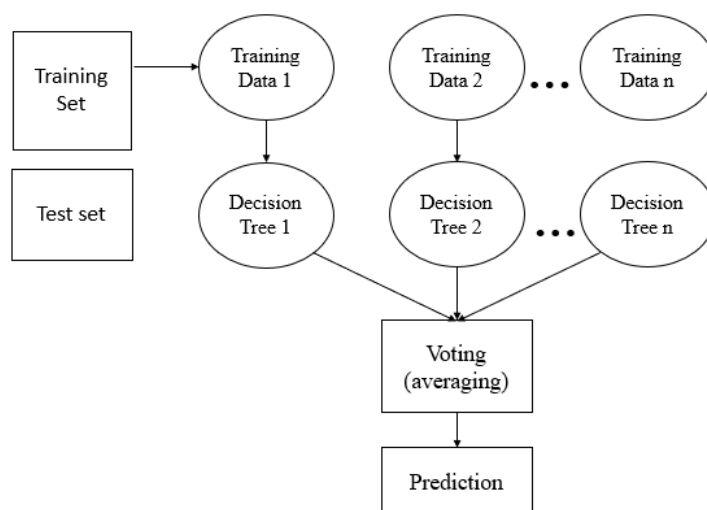 Training
Set
Training
Data 1
Training
Data 2
...
Training
Data n
Test set
Decision
Tree 1
Decision
Tree 2
...
Decision
Tree n
Voting
(averaging)
Prediction